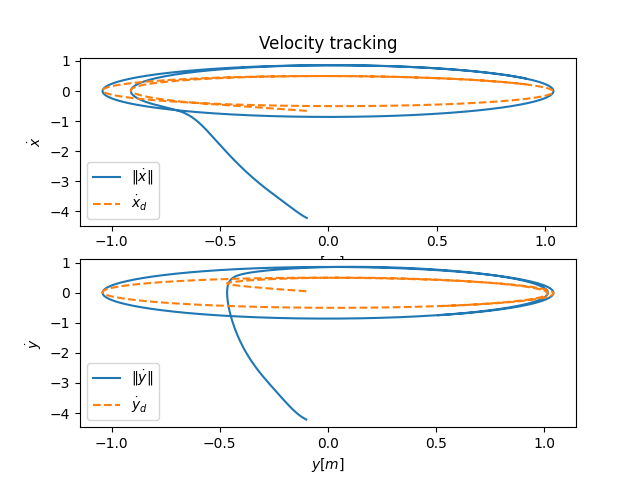 Velocity tracking
1
0
−1
−2
−3
−4
ẋ
‖ẋ‖
ẋ_d
−1.0 −0.5 0.0 0.5 1.0
1
0
−1
−2
−3
−4
ẏ
‖ẏ‖
ẏ_d
−1.0 −0.5 0.0 0.5 1.0
y[m]